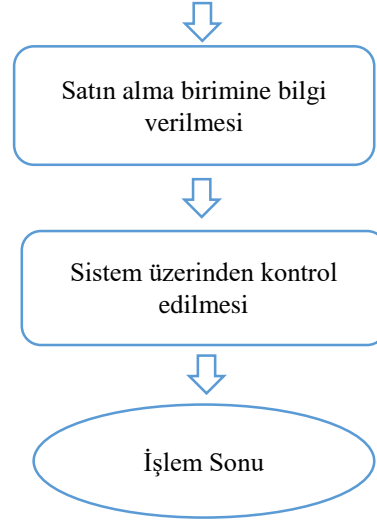 Satın alma birimine bilgi
verilmesi
Sistem üzerinden kontrol
edilmesi
İşlem Sonu